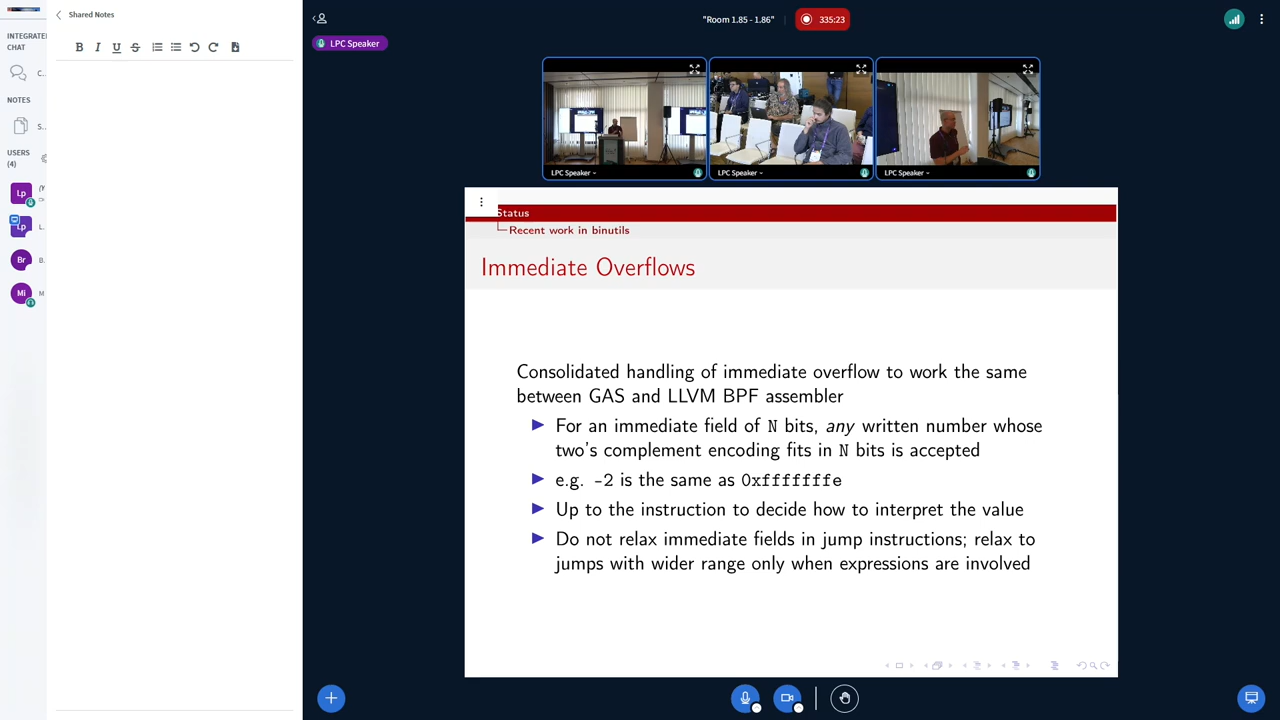 Shared Notes
"Room 1.85 - 1.86"
335:23
INTEGRATE
CHAT
C...
NOTES
S...
USERS
(4)
Lp
Lp
L...
Br
B.
Mi
M
B I U S
LPC Speaker
LPC Speaker
LPC Speaker
LPC Speaker
Status
Recent work in binutils
Immediate Overflows
Consolidated handling of immediate overflow to work the same
between GAS and LLVM BPF assembler
▶ For an immediate field of N bits, any written number whose
two's complement encoding fits in N bits is accepted
▶ e.g. -2 is the same as 0xfffffffe
▶ Up to the instruction to decide how to interpret the value
▶ Do not relax immediate fields in jump instructions; relax to
jumps with wider range only when expressions are involved